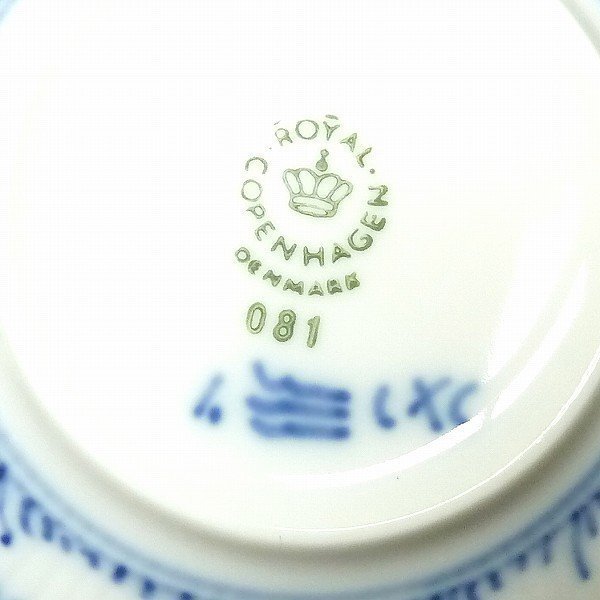 ROYAL
COPENHAGEN
DENMARK
081